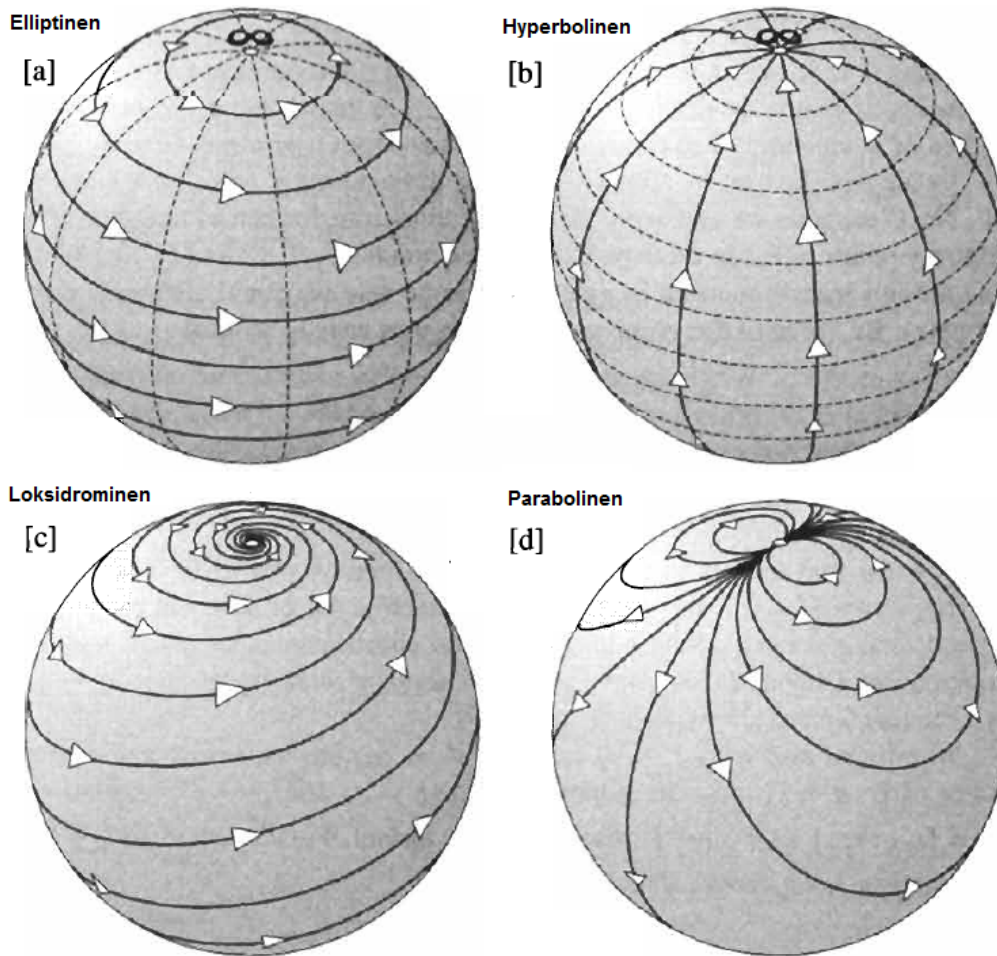 Elliptinen
[a]
∞
Hyperbolinen
[b]
∞
Loksidrominen
[c]
Parabolinen
[d]